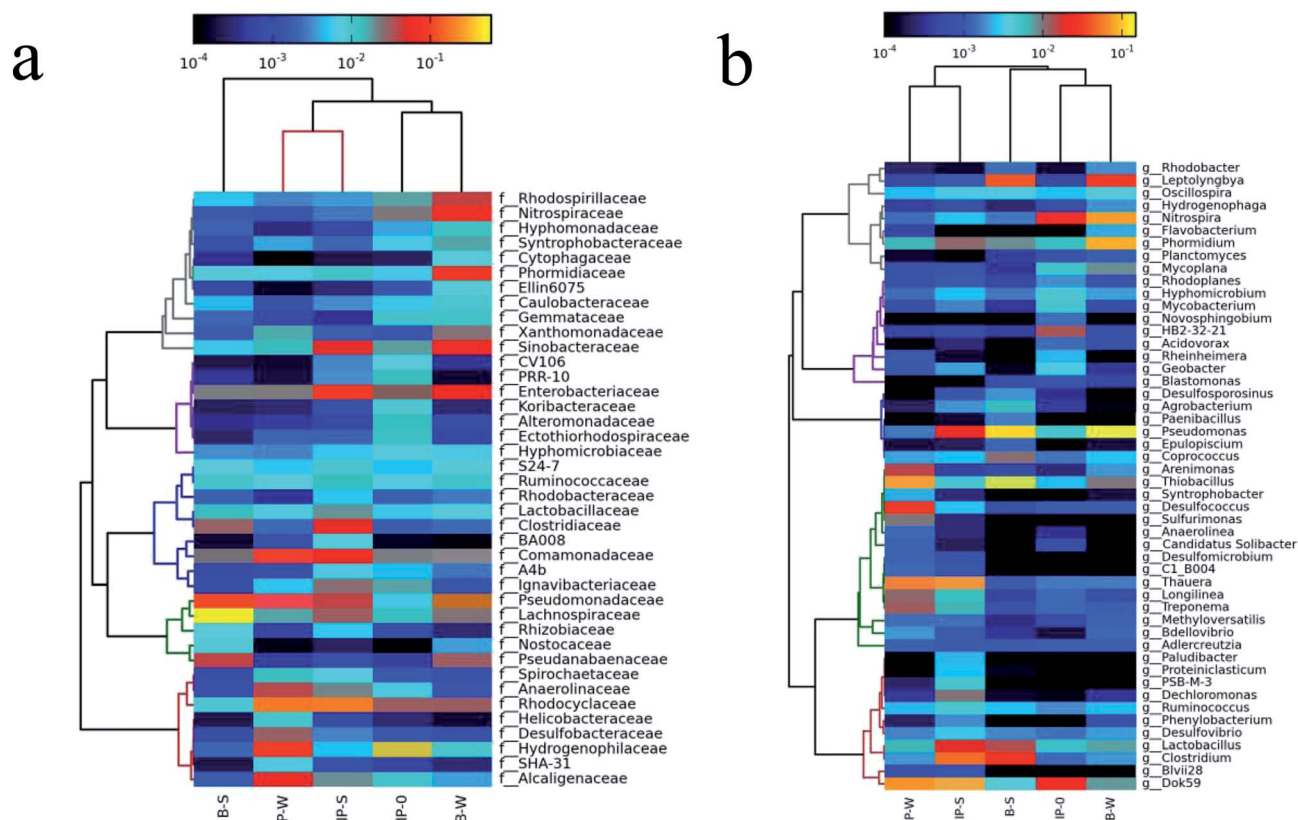 a
10-4 10-3 10-2 10-1
f__Rhodospirillaceae
f__Nitrospiraceae
f__Hyphomonadaceae
f__Syntrophobacteraceae
f__Cytophagaceae
f__Phormidiaceae
f__Ellin6075
f__Caulobacteraceae
f__Gemmataceae
f__Xanthomonadaceae
f__Sinobacteraceae
f__CV106
f__PRR-10
f__Enterobacteriaceae
f__Koribacteraceae
f__Alteromonadaceae
f__Ectothiorhodospiraceae
f__Hyphomicrobiaceae
f__S24-7
f__Ruminococcaceae
f__Rhodobacteraceae
f__Lactobacillaceae
f__Clostridiaceae
f__BA008
f__Comamonadaceae
f__A4b
f__Ignavibacteriaceae
f__Pseudomonadaceae
f__Lachnospiraceae
f__Rhizobiaceae
f__Nostocaceae
f__Pseudanabaenaceae
f__Spirochaetaceae
f__Anaerolinaceae
f__Rhodocyclaceae
f__Helicobacteraceae
f__Desulfobacteraceae
f__Hydrogenophilaceae
f__SHA-31
f__Alcaligenaceae
B-S P-W IP-S IP-0 B-W
b
10-4 10-3 10-2 10-1
g__Rhodobacter
g__Leptolyngbya
g__Oscillospira
g__Hydrogenophaga
g__Nitrospira
g__Flavobacterium
g__Phormidium
g__Planctomyces
g__Mycoplana
g__Rhodoplanes
g__Hyphomicrobium
g__Mycobacterium
g__Novosphingobium
g__HB2-32-21
g__Acidovorax
g__Rheinheimera
g__Geobacter
g__Blastomonas
g__Desulfosporosinus
g__Agrobacterium
g__Paenibacillus
g__Pseudomonas
g__Epulopiscium
g__Coprococcus
g__Arenimonas
g__Thiobacillus
g__Syntrophobacter
g__Desulfococcus
g__Sulfurimonas
g__Anaerolinea
g__Candidatus Solibacter
g__Desulfomicrobium
g__C1_B004
g__Thauera
g__Longilinea
g__Treponema
g__Methyloversatilis
g__Bdellovibrio
g__Adlercreutzia
g__Paludibacter
g__Proteiniclasticum
g__PSB-M-3
g__Dechloromonas
g__Ruminococcus
g__Phenylobacterium
g__Desulfovibrio
g__Lactobacillus
g__Clostridium
g__Blvii28
g__Dok59
P-W IP-S B-S IP-0 B-W